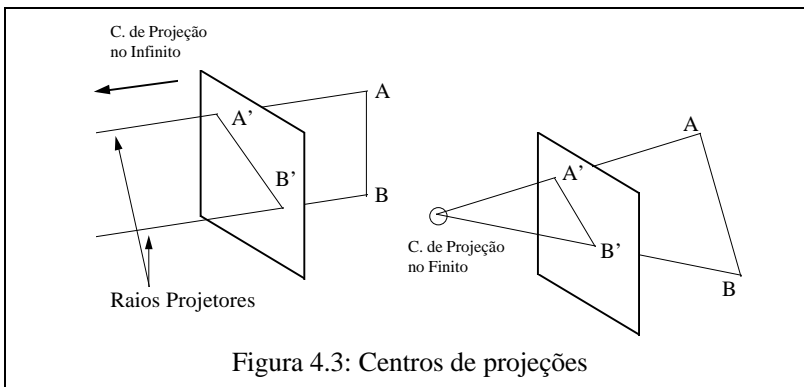 C. de Projeção
no Infinito
A
A'
B'
B
Raios Projetores
A
A'
B'
B
C. de Projeção
no Finito
Figura 4.3: Centros de projeções